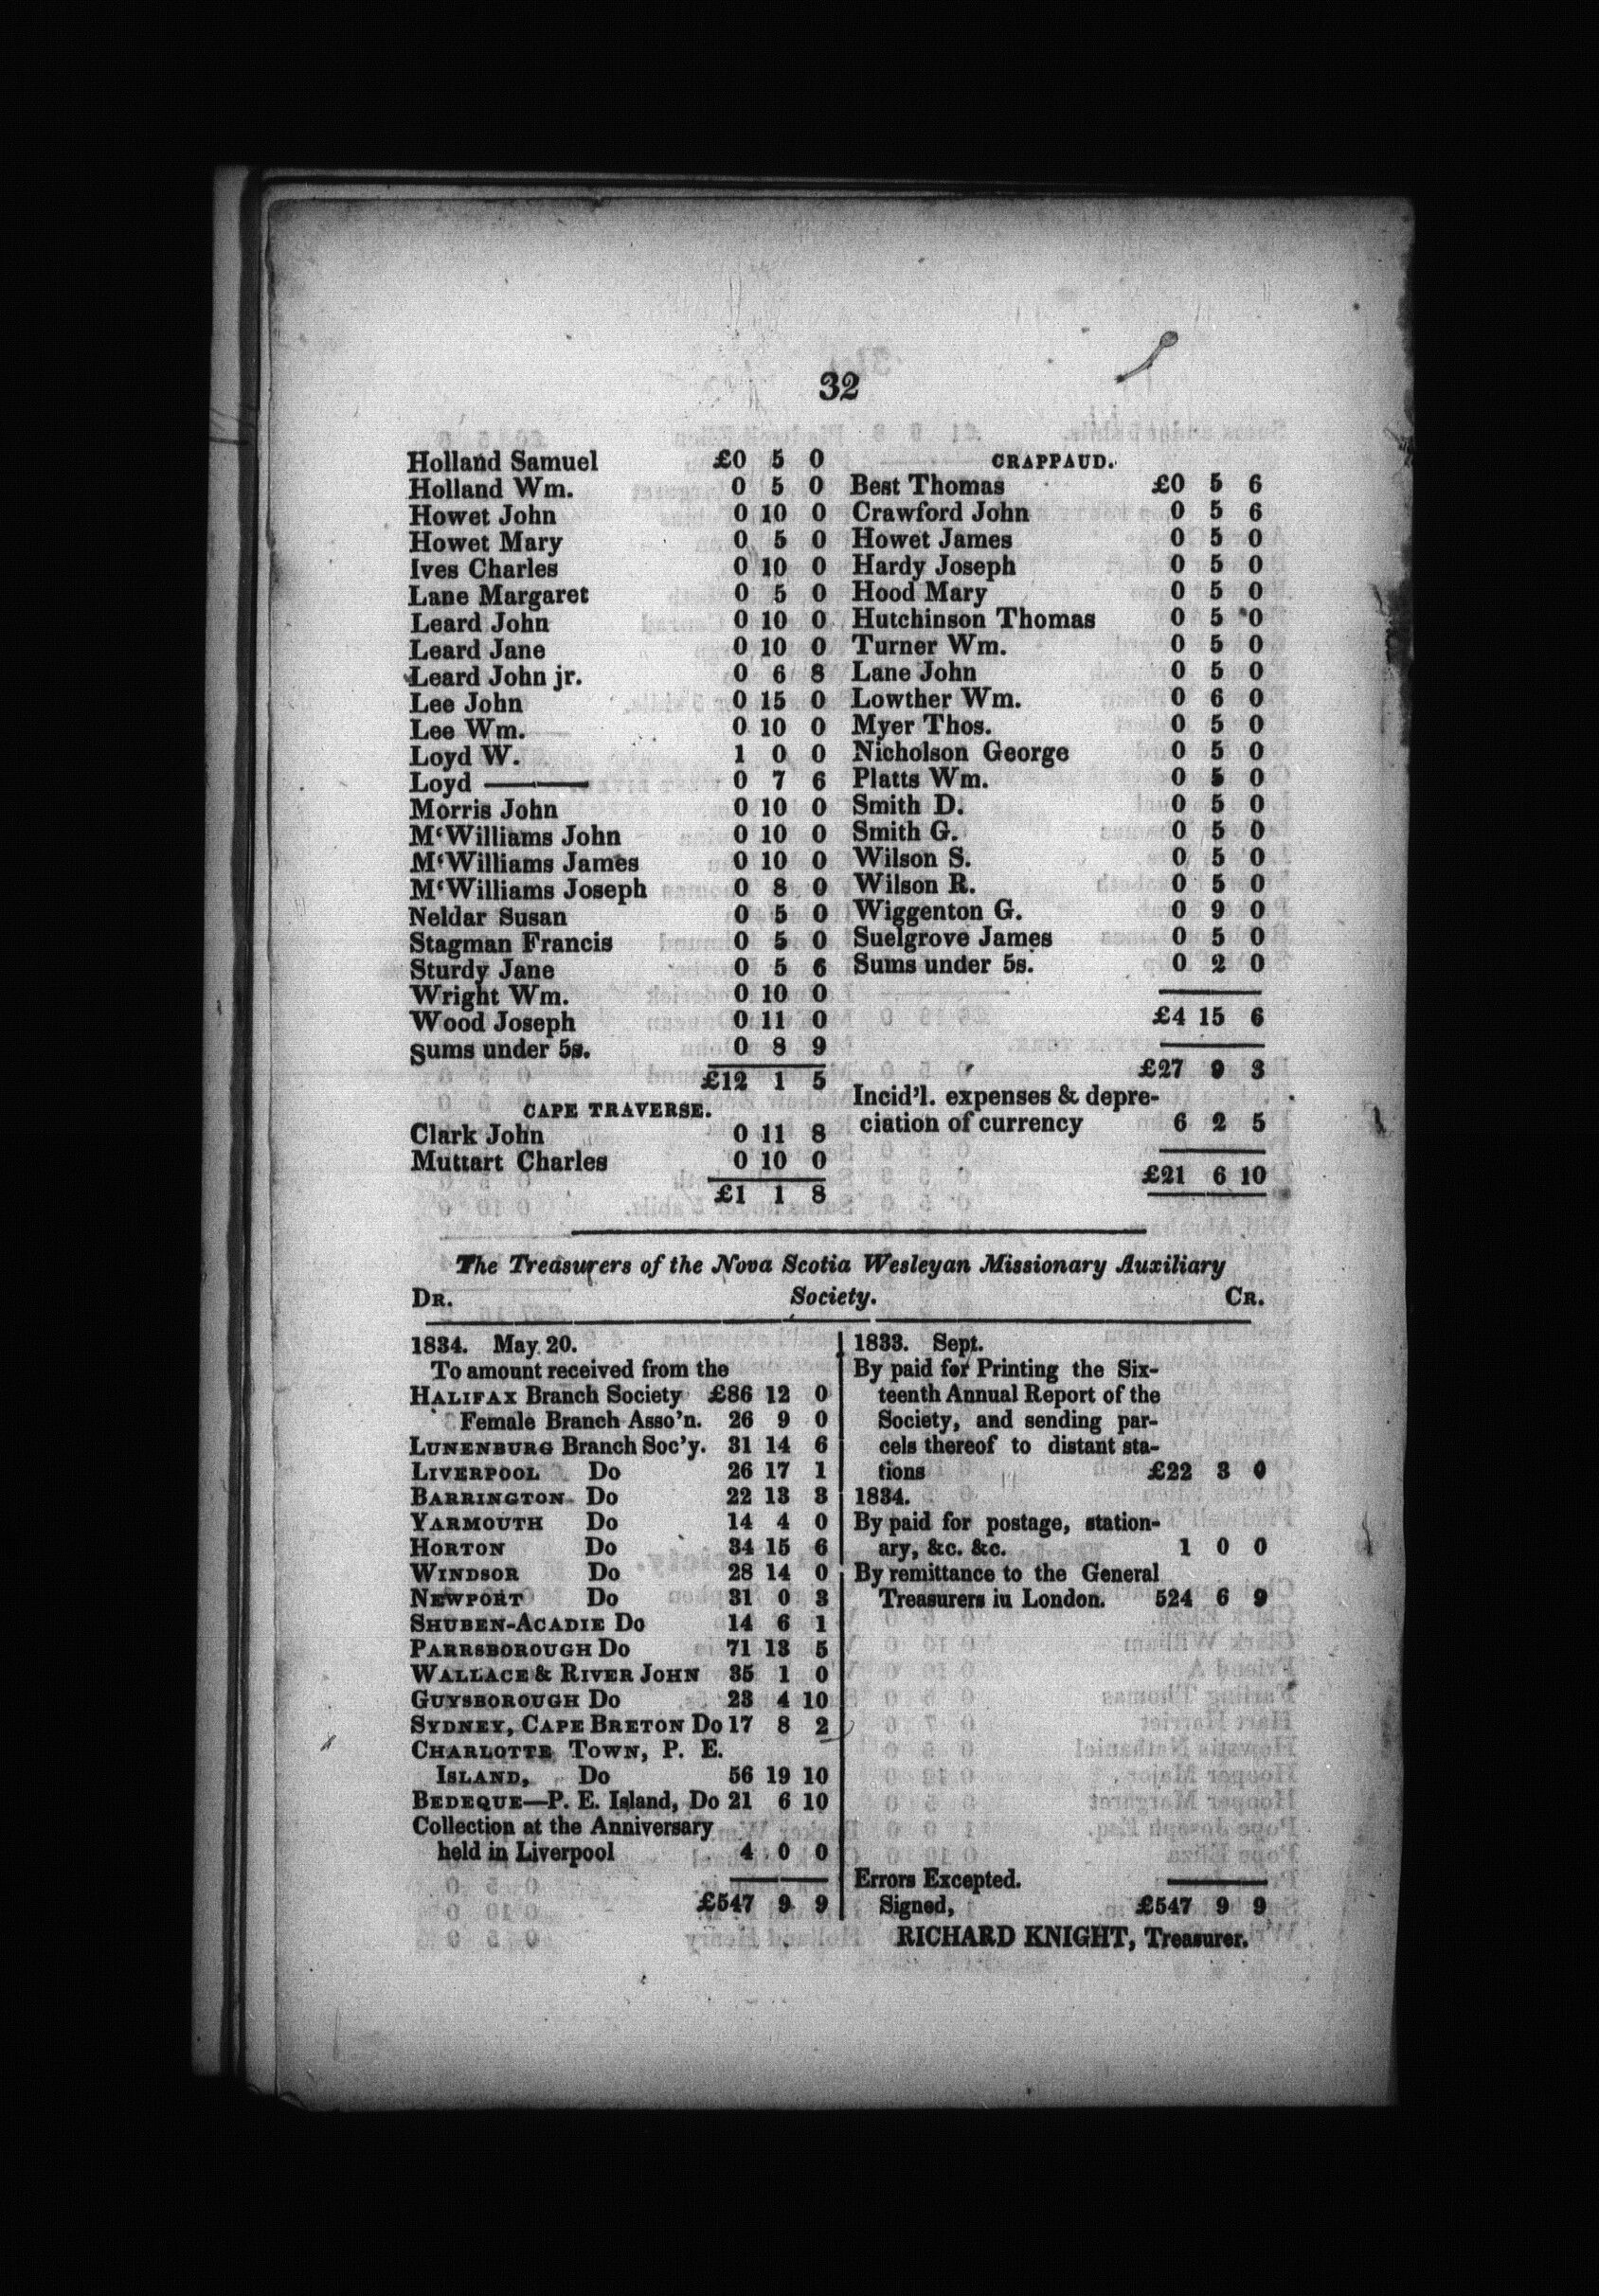 32
Holland Samuel £0 5 0
Holland Wm. 0 5 0
Howet John 0 10 0
Howet Mary 0 5 0
Ives Charles 0 10 0
Lane Margaret 0 5 0
Leard John 0 10 0
Leard Jane 0 10 0
Leard John jr. 0 6 8
Lee John 0 15 0
Lee Wm. 0 10 0
Loyd W. 1 0 0
Loyd ——— 0 7 6
Morris John 0 10 0
M‘Williams John 0 10 0
M‘Williams James 0 10 0
M‘Williams Joseph 0 8 0
Neldar Susan 0 5 0
Stagman Francis 0 5 0
Sturdy Jane 0 5 6
Wright Wm. 0 10 0
Wood Joseph 0 11 0
Sums under 5s. 0 8 9
£12 1 5
CAPE TRAVERSE.
Clark John 0 11 8
Muttart Charles 0 10 0
£1 1 8
CRAPPAUD.
Best Thomas £0 5 6
Crawford John 0 5 6
Howet James 0 5 0
Hardy Joseph 0 5 0
Hood Mary 0 5 0
Hutchinson Thomas 0 5 0
Turner Wm. 0 5 0
Lane John 0 5 0
Lowther Wm. 0 6 0
Myer Thos. 0 5 0
Nicholson George 0 5 0
Platts Wm. 0 5 0
Smith D. 0 5 0
Smith G. 0 5 0
Wilson S. 0 5 0
Wilson R. 0 5 0
Wiggenton G. 0 9 0
Suelgrove James 0 5 0
Sums under 5s. 0 2 0
£4 15 6
£27 9 3
Incid'l. expenses & depre-
ciation of currency 6 2 5
£21 6 10
The Treasurers of the Nova Scotia Wesleyan Missionary Auxiliary
DR. Society. CR.
1834. May 20.
To amount received from the
HALIFAX Branch Society £86 12 0
Female Branch Asso'n. 26 9 0
LUNENBURG Branch Soc'y. 31 14 6
LIVERPOOL Do 26 17 1
BARRINGTON Do 22 13 3
YARMOUTH Do 14 4 0
HORTON Do 34 15 6
WINDSOR Do 28 14 0
NEWPORT Do 31 0 3
SHUBEN-ACADIE Do 14 6 1
PARRSBOROUGH Do 71 13 5
WALLACE & RIVER JOHN 35 1 0
GUYSBOROUGH Do 23 4 10
SYDNEY, CAPE BRETON Do 17 8 2
CHARLOTTE TOWN, P. E.
ISLAND, Do 56 19 10
BEDEQUE—P. E. Island, Do 21 6 10
Collection at the Anniversary
held in Liverpool 4 0 0
£547 9 9
1833. Sept.
By paid for Printing the Six-
teenth Annual Report of the
Society, and sending par-
cels thereof to distant sta-
tions £22 3 0
1834.
By paid for postage, station-
ary, &c. &c. 1 0 0
By remittance to the General
Treasurers in London. 524 6 9
Errors Excepted.
Signed, £547 9 9
RICHARD KNIGHT, Treasurer.